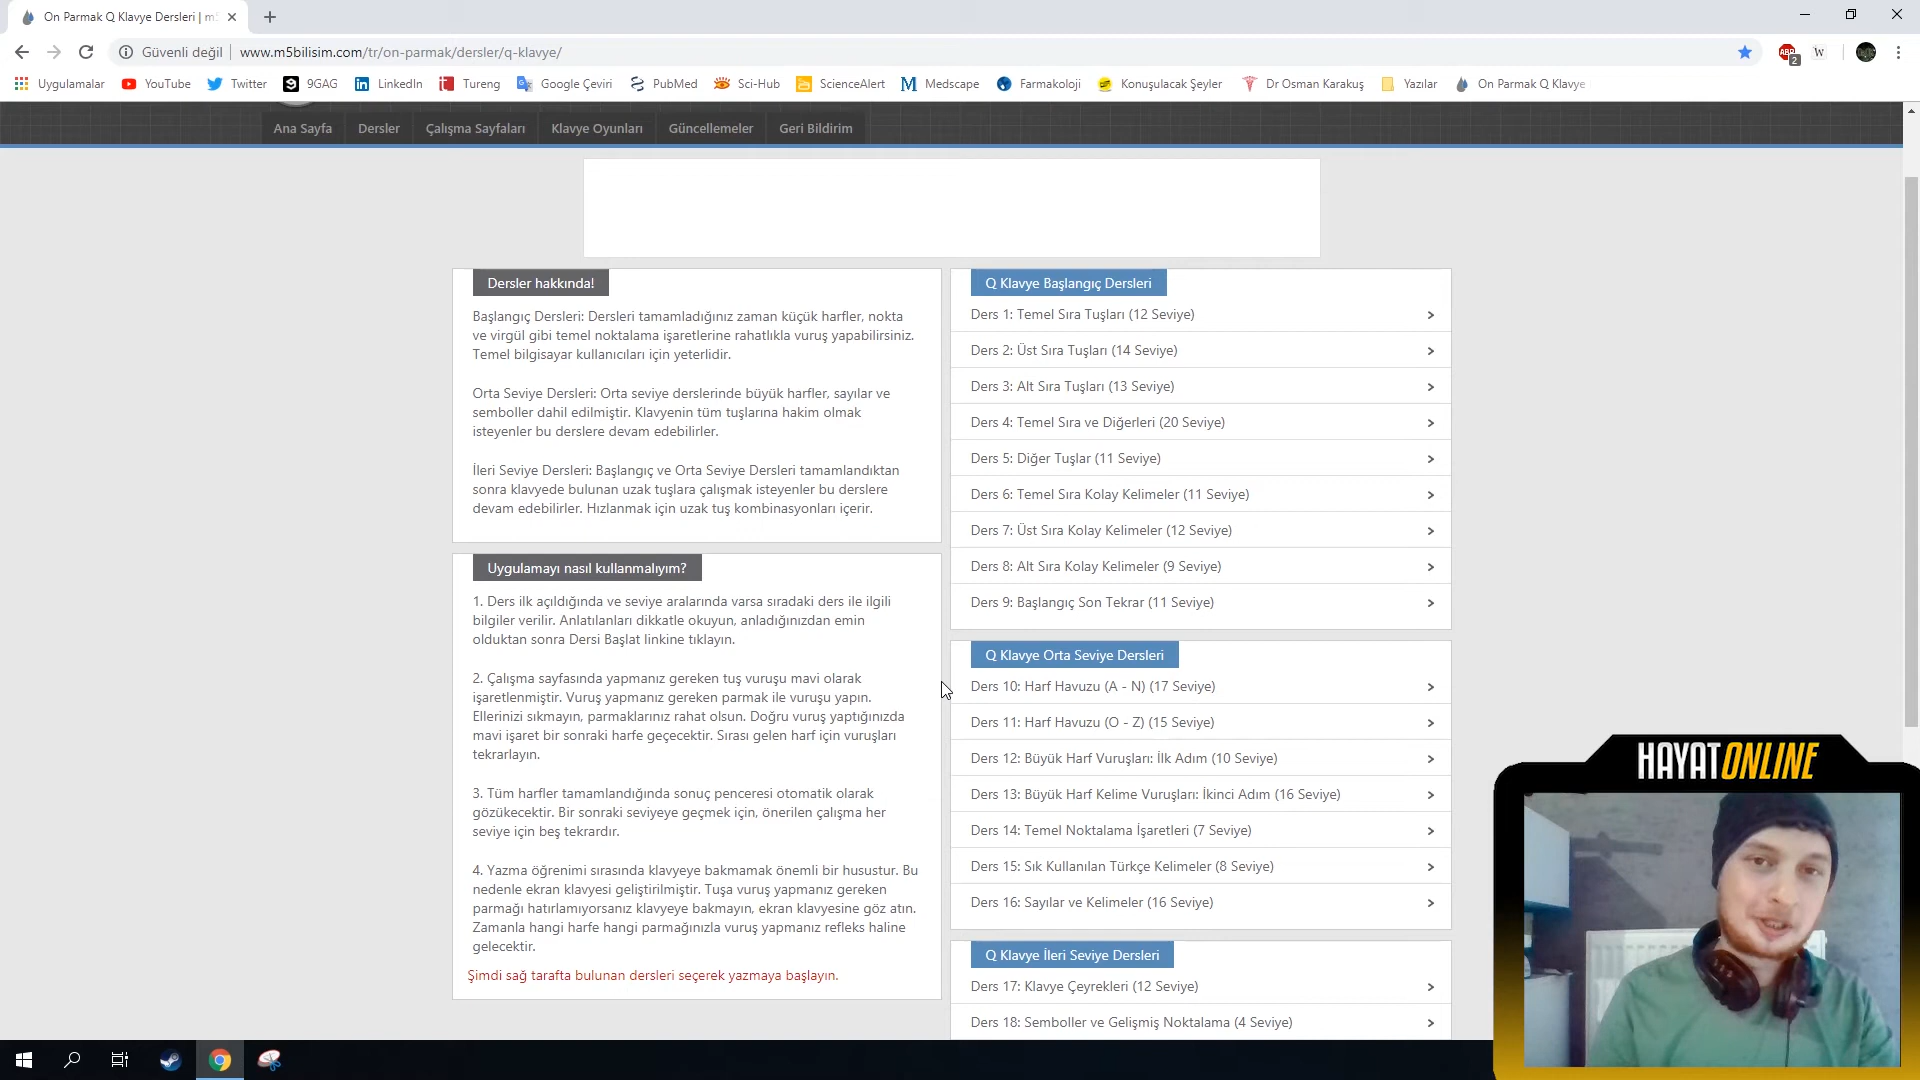 On Parmak Q Klavye Dersleri | m5
Güvenli değil
www.m5bilisim.com/tr/on-parmak/dersler/q-klavye/
ABP
2
W
Uygulamalar
YouTube
Twitter
9GAG
LinkedIn
Tureng
Google Çeviri
PubMed
Sci-Hub
ScienceAlert
Medscape
Farmakoloji
Konuşulacak Şeyler
Dr Osman Karakuş
Yazılar
On Parmak Q Klavye
Ana Sayfa
Dersler
Çalışma Sayfaları
Klavye Oyunları
Güncellemeler
Geri Bildirim
Dersler hakkında!
Başlangıç Dersleri: Dersleri tamamladığınız zaman küçük harfler, nokta
ve virgül gibi temel noktalama işaretlerine rahatlıkla vuruş yapabilirsiniz.
Temel bilgisayar kullanıcıları için yeterlidir.
Orta Seviye Dersleri: Orta seviye derslerinde büyük harfler, sayılar ve
semboller dahil edilmiştir. Klavyenin tüm tuşlarına hakim olmak
isteyenler bu derslere devam edebilirler.
İleri Seviye Dersleri: Başlangıç ve Orta Seviye Dersleri tamamlandıktan
sonra klavyede bulunan uzak tuşlara çalışmak isteyenler bu derslere
devam edebilirler. Hızlanmak için uzak tuş kombinasyonları içerir.
Uygulamayı nasıl kullanmalıyım?
1. Ders ilk açıldığında ve seviye aralarında varsa sıradaki ders ile ilgili
bilgiler verilir. Anlatılanları dikkatle okuyun, anladığınızdan emin
olduktan sonra Dersi Başlat linkine tıklayın.
2. Çalışma sayfasında yapmanız gereken tuş vuruşu mavi olarak
işaretlenmiştir. Vuruş yapmanız gereken parmak ile vuruşu yapın.
Ellerinizi sıkmayın, parmaklarınız rahat olsun. Doğru vuruş yaptığınızda
mavi işaret bir sonraki harfe geçecektir. Sırası gelen harf için vuruşları
tekrarlayın.
3. Tüm harfler tamamlandığında sonuç penceresi otomatik olarak
gözükecektir. Bir sonraki seviyeye geçmek için, önerilen çalışma her
seviye için beş tekrardır.
4. Yazma öğrenimi sırasında klavyeye bakmamak önemli bir husustur. Bu
nedenle ekran klavyesi geliştirilmiştir. Tuşa vuruş yapmanız gereken
parmağı hatırlamıyorsanız klavyeye bakmayın, ekran klavyesine göz atın.
Zamanla hangi harfe hangi parmağınızla vuruş yapmanız refleks haline
gelecektir.
Şimdi sağ tarafta bulunan dersleri seçerek yazmaya başlayın.
Q Klavye Başlangıç Dersleri
Ders 1: Temel Sıra Tuşları (12 Seviye)
Ders 2: Üst Sıra Tuşları (14 Seviye)
Ders 3: Alt Sıra Tuşları (13 Seviye)
Ders 4: Temel Sıra ve Diğerleri (20 Seviye)
Ders 5: Diğer Tuşlar (11 Seviye)
Ders 6: Temel Sıra Kolay Kelimeler (11 Seviye)
Ders 7: Üst Sıra Kolay Kelimeler (12 Seviye)
Ders 8: Alt Sıra Kolay Kelimeler (9 Seviye)
Ders 9: Başlangıç Son Tekrar (11 Seviye)
Q Klavye Orta Seviye Dersleri
Ders 10: Harf Havuzu (A - N) (17 Seviye)
Ders 11: Harf Havuzu (O - Z) (15 Seviye)
Ders 12: Büyük Harf Vuruşları: İlk Adım (10 Seviye)
Ders 13: Büyük Harf Kelime Vuruşları: İkinci Adım (16 Seviye)
Ders 14: Temel Noktalama İşaretleri (7 Seviye)
Ders 15: Sık Kullanılan Türkçe Kelimeler (8 Seviye)
Ders 16: Sayılar ve Kelimeler (16 Seviye)
Q Klavye İleri Seviye Dersleri
Ders 17: Klavye Çeyrekleri (12 Seviye)
Ders 18: Semboller ve Gelişmiş Noktalama (4 Seviye)
HAYATONLINE